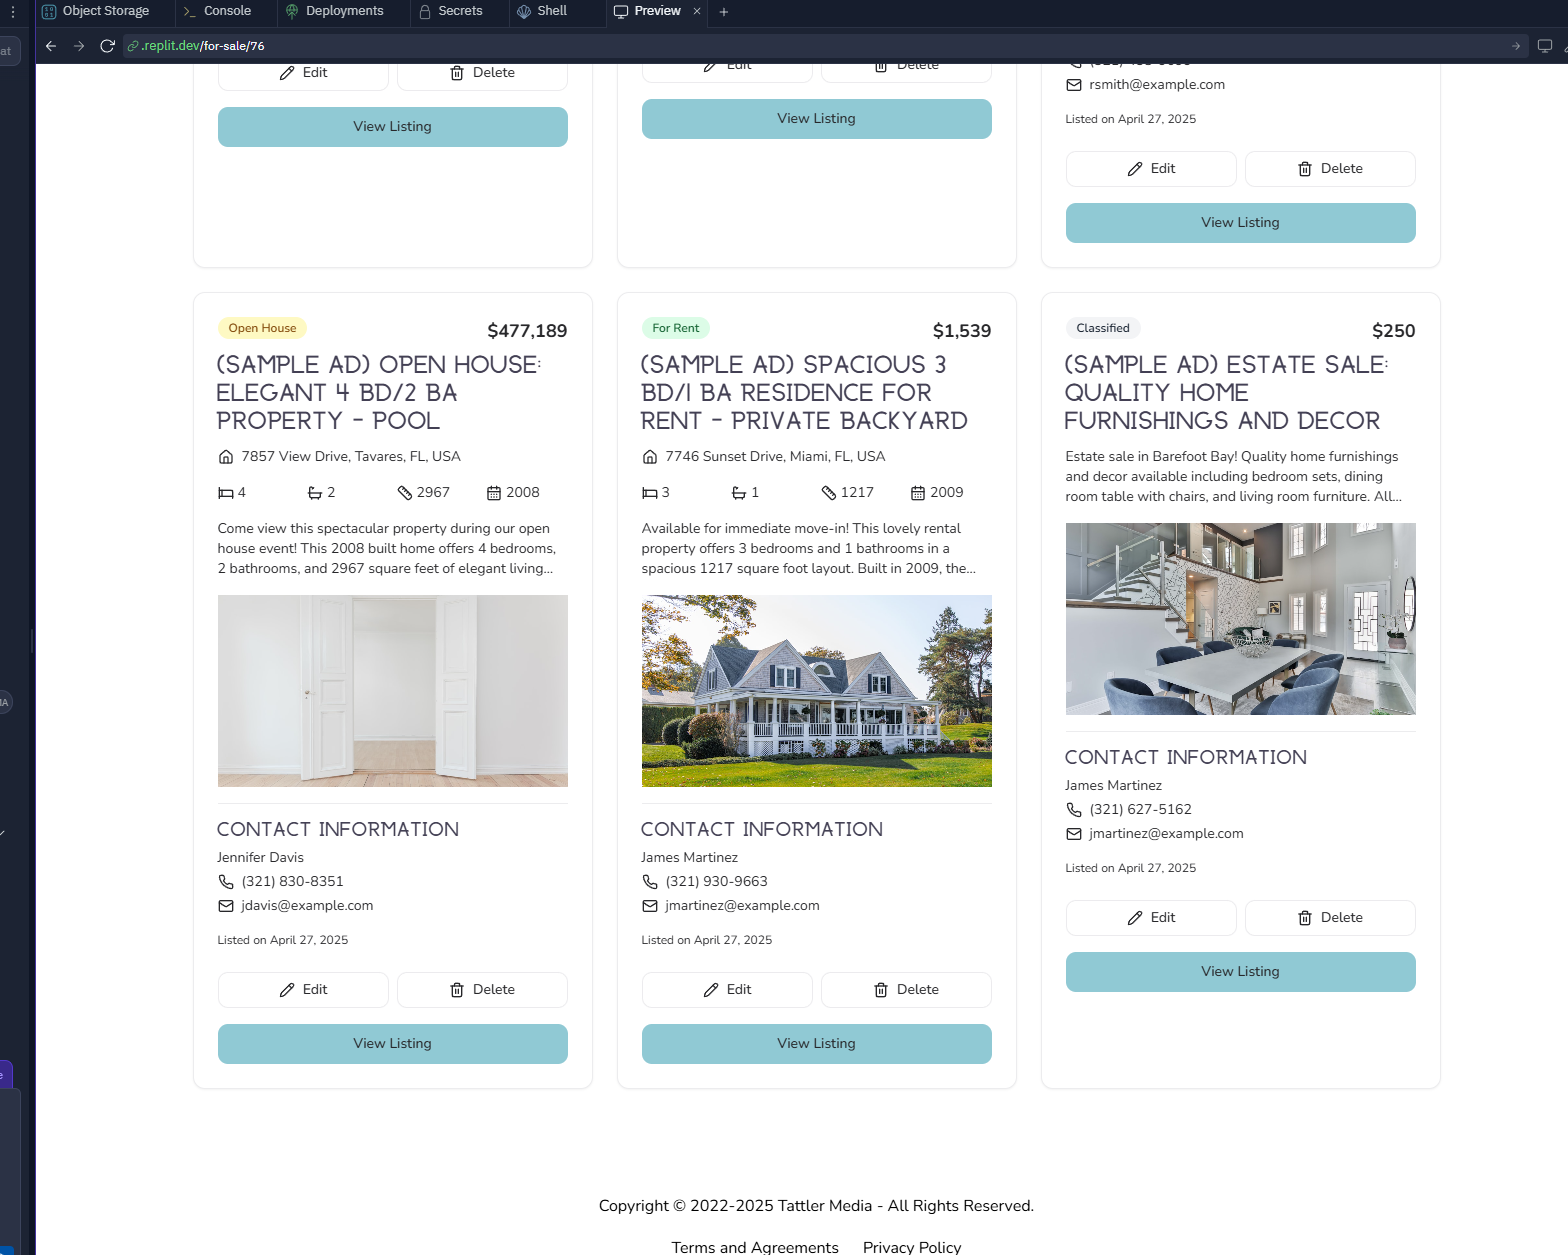 Object Storage
Console
Deployments
Secrets
Shell
Preview
at
.replit.dev/for-sale/76
Edit
Delete
View Listing
Edit
Delete
View Listing
rsmith@example.com
Listed on April 27, 2025
Edit
Delete
View Listing
Open House
$477,189
(SAMPLE AD) OPEN HOUSE:
ELEGANT 4 BD/2 BA
PROPERTY - POOL
7857 View Drive, Tavares, FL, USA
4 2 2967 2008
Come view this spectacular property during our open
house event! This 2008 built home offers 4 bedrooms,
2 bathrooms, and 2967 square feet of elegant living...
CONTACT INFORMATION
Jennifer Davis
(321) 830-8351
jdavis@example.com
Listed on April 27, 2025
Edit
Delete
View Listing
For Rent
$1,539
(SAMPLE AD) SPACIOUS 3
BD/1 BA RESIDENCE FOR
RENT - PRIVATE BACKYARD
7746 Sunset Drive, Miami, FL, USA
3 1 1217 2009
Available for immediate move-in! This lovely rental
property offers 3 bedrooms and 1 bathrooms in a
spacious 1217 square foot layout. Built in 2009, the...
CONTACT INFORMATION
James Martinez
(321) 930-9663
jmartinez@example.com
Listed on April 27, 2025
Edit
Delete
View Listing
Classified
$250
(SAMPLE AD) ESTATE SALE:
QUALITY HOME
FURNISHINGS AND DECOR
Estate sale in Barefoot Bay! Quality home furnishings
and decor available including bedroom sets, dining
room table with chairs, and living room furniture. All...
CONTACT INFORMATION
James Martinez
(321) 627-5162
jmartinez@example.com
Listed on April 27, 2025
Edit
Delete
View Listing
Copyright © 2022-2025 Tattler Media - All Rights Reserved.
Terms and Agreements
Privacy Policy